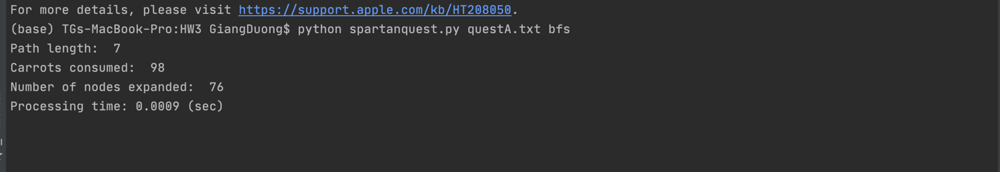 For more details, please visit https://support.apple.com/kb/HT208050.
(base) TGs-MacBook-Pro:HW3 GiangDuong$ python spartanquest.py questA.txt bfs
Path length:  7
Carrots consumed:  98
Number of nodes expanded:  76
Processing time: 0.0009 (sec)